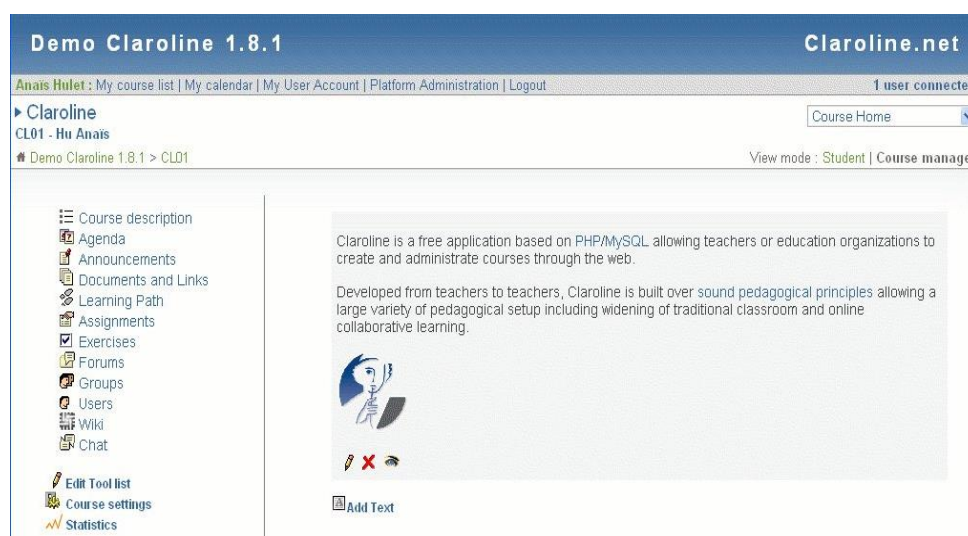 Demo Claroline 1.8.1
Claroline.net
Anaïs Hulet : My course list | My calendar | My User Account | Platform Administration | Logout
1 user connecte
Claroline
Course Home
CL01 - Hu Anaïs
Demo Claroline 1.8.1 > CL01
View mode : Student | Course manage
Course description
Agenda
Announcements
Documents and Links
Learning Path
Assignments
Exercises
Forums
Groups
Users
Wiki
Chat
Edit Tool list
Course settings
Statistics
Claroline is a free application based on PHP/MySQL allowing teachers or education organizations to
create and administrate courses through the web.
Developed from teachers to teachers, Claroline is built over sound pedagogical principles allowing a
large variety of pedagogical setup including widening of traditional classroom and online
collaborative learning.
Add Text